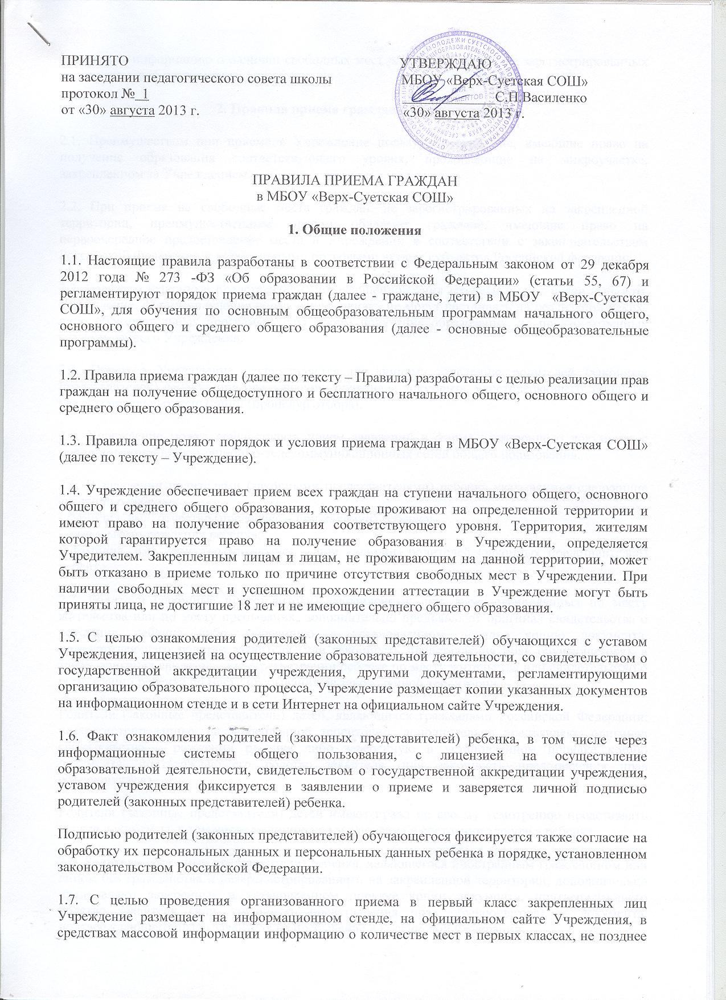 ПРИНЯТО
на заседании педагогического совета школы
протокол № 1
от «30» августа 2013 г.
УТВЕРЖДАЮ
МБОУ «Верх-Суетская СОШ»
С.П.Василенко
«30» августа 2013 г.
ПРАВИЛА ПРИЕМА ГРАЖДАН
в МБОУ «Верх-Суетская СОШ»
1. Общие положения
1.1. Настоящие правила разработаны в соответствии с Федеральным законом от 29 декабря
2012 года № 273 -ФЗ «Об образовании в Российской Федерации» (статьи 55, 67) и
регламентируют порядок приема граждан (далее - граждане, дети) в МБОУ «Верх-Суетская
СОШ», для обучения по основным общеобразовательным программам начального общего,
основного общего и среднего общего образования (далее - основные общеобразовательные
программы).
1.2. Правила приема граждан (далее по тексту – Правила) разработаны с целью реализации прав
граждан на получение общедоступного и бесплатного начального общего, основного общего и
среднего общего образования.
1.3. Правила определяют порядок и условия приема граждан в МБОУ «Верх-Суетская СОШ»
(далее по тексту – Учреждение).
1.4. Учреждение обеспечивает прием всех граждан на ступени начального общего, основного
общего и среднего общего образования, которые проживают на определенной территории и
имеют право на получение образования соответствующего уровня. Территория, жителям
которой гарантируется право на получение образования в Учреждении, определяется
Учредителем. Закрепленным лицам и лицам, не проживающим на данной территории, может
быть отказано в приеме только по причине отсутствия свободных мест в Учреждении. При
наличии свободных мест и успешном прохождении аттестации в Учреждение могут быть
приняты лица, не достигшие 18 лет и не имеющие среднего общего образования.
1.5. С целью ознакомления родителей (законных представителей) обучающихся с уставом
Учреждения, лицензией на осуществление образовательной деятельности, со свидетельством о
государственной аккредитации учреждения, другими документами, регламентирующими
организацию образовательного процесса, Учреждение размещает копии указанных документов
на информационном стенде и в сети Интернет на официальном сайте Учреждения.
1.6. Факт ознакомления родителей (законных представителей) ребенка, в том числе через
информационные системы общего пользования, с лицензией на осуществление
образовательной деятельности, свидетельством о государственной аккредитации учреждения,
уставом учреждения фиксируется в заявлении о приеме и заверяется личной подписью
родителей (законных представителей) ребенка.
Подписью родителей (законных представителей) обучающегося фиксируется также согласие на
обработку их персональных данных и персональных данных ребенка в порядке, установленном
законодательством Российской Федерации.
1.7. С целью проведения организованного приема в первый класс закрепленных лиц
Учреждение размещает на информационном стенде, на официальном сайте Учреждения, в
средствах массовой информации информацию о количестве мест в первых классах, не позднее